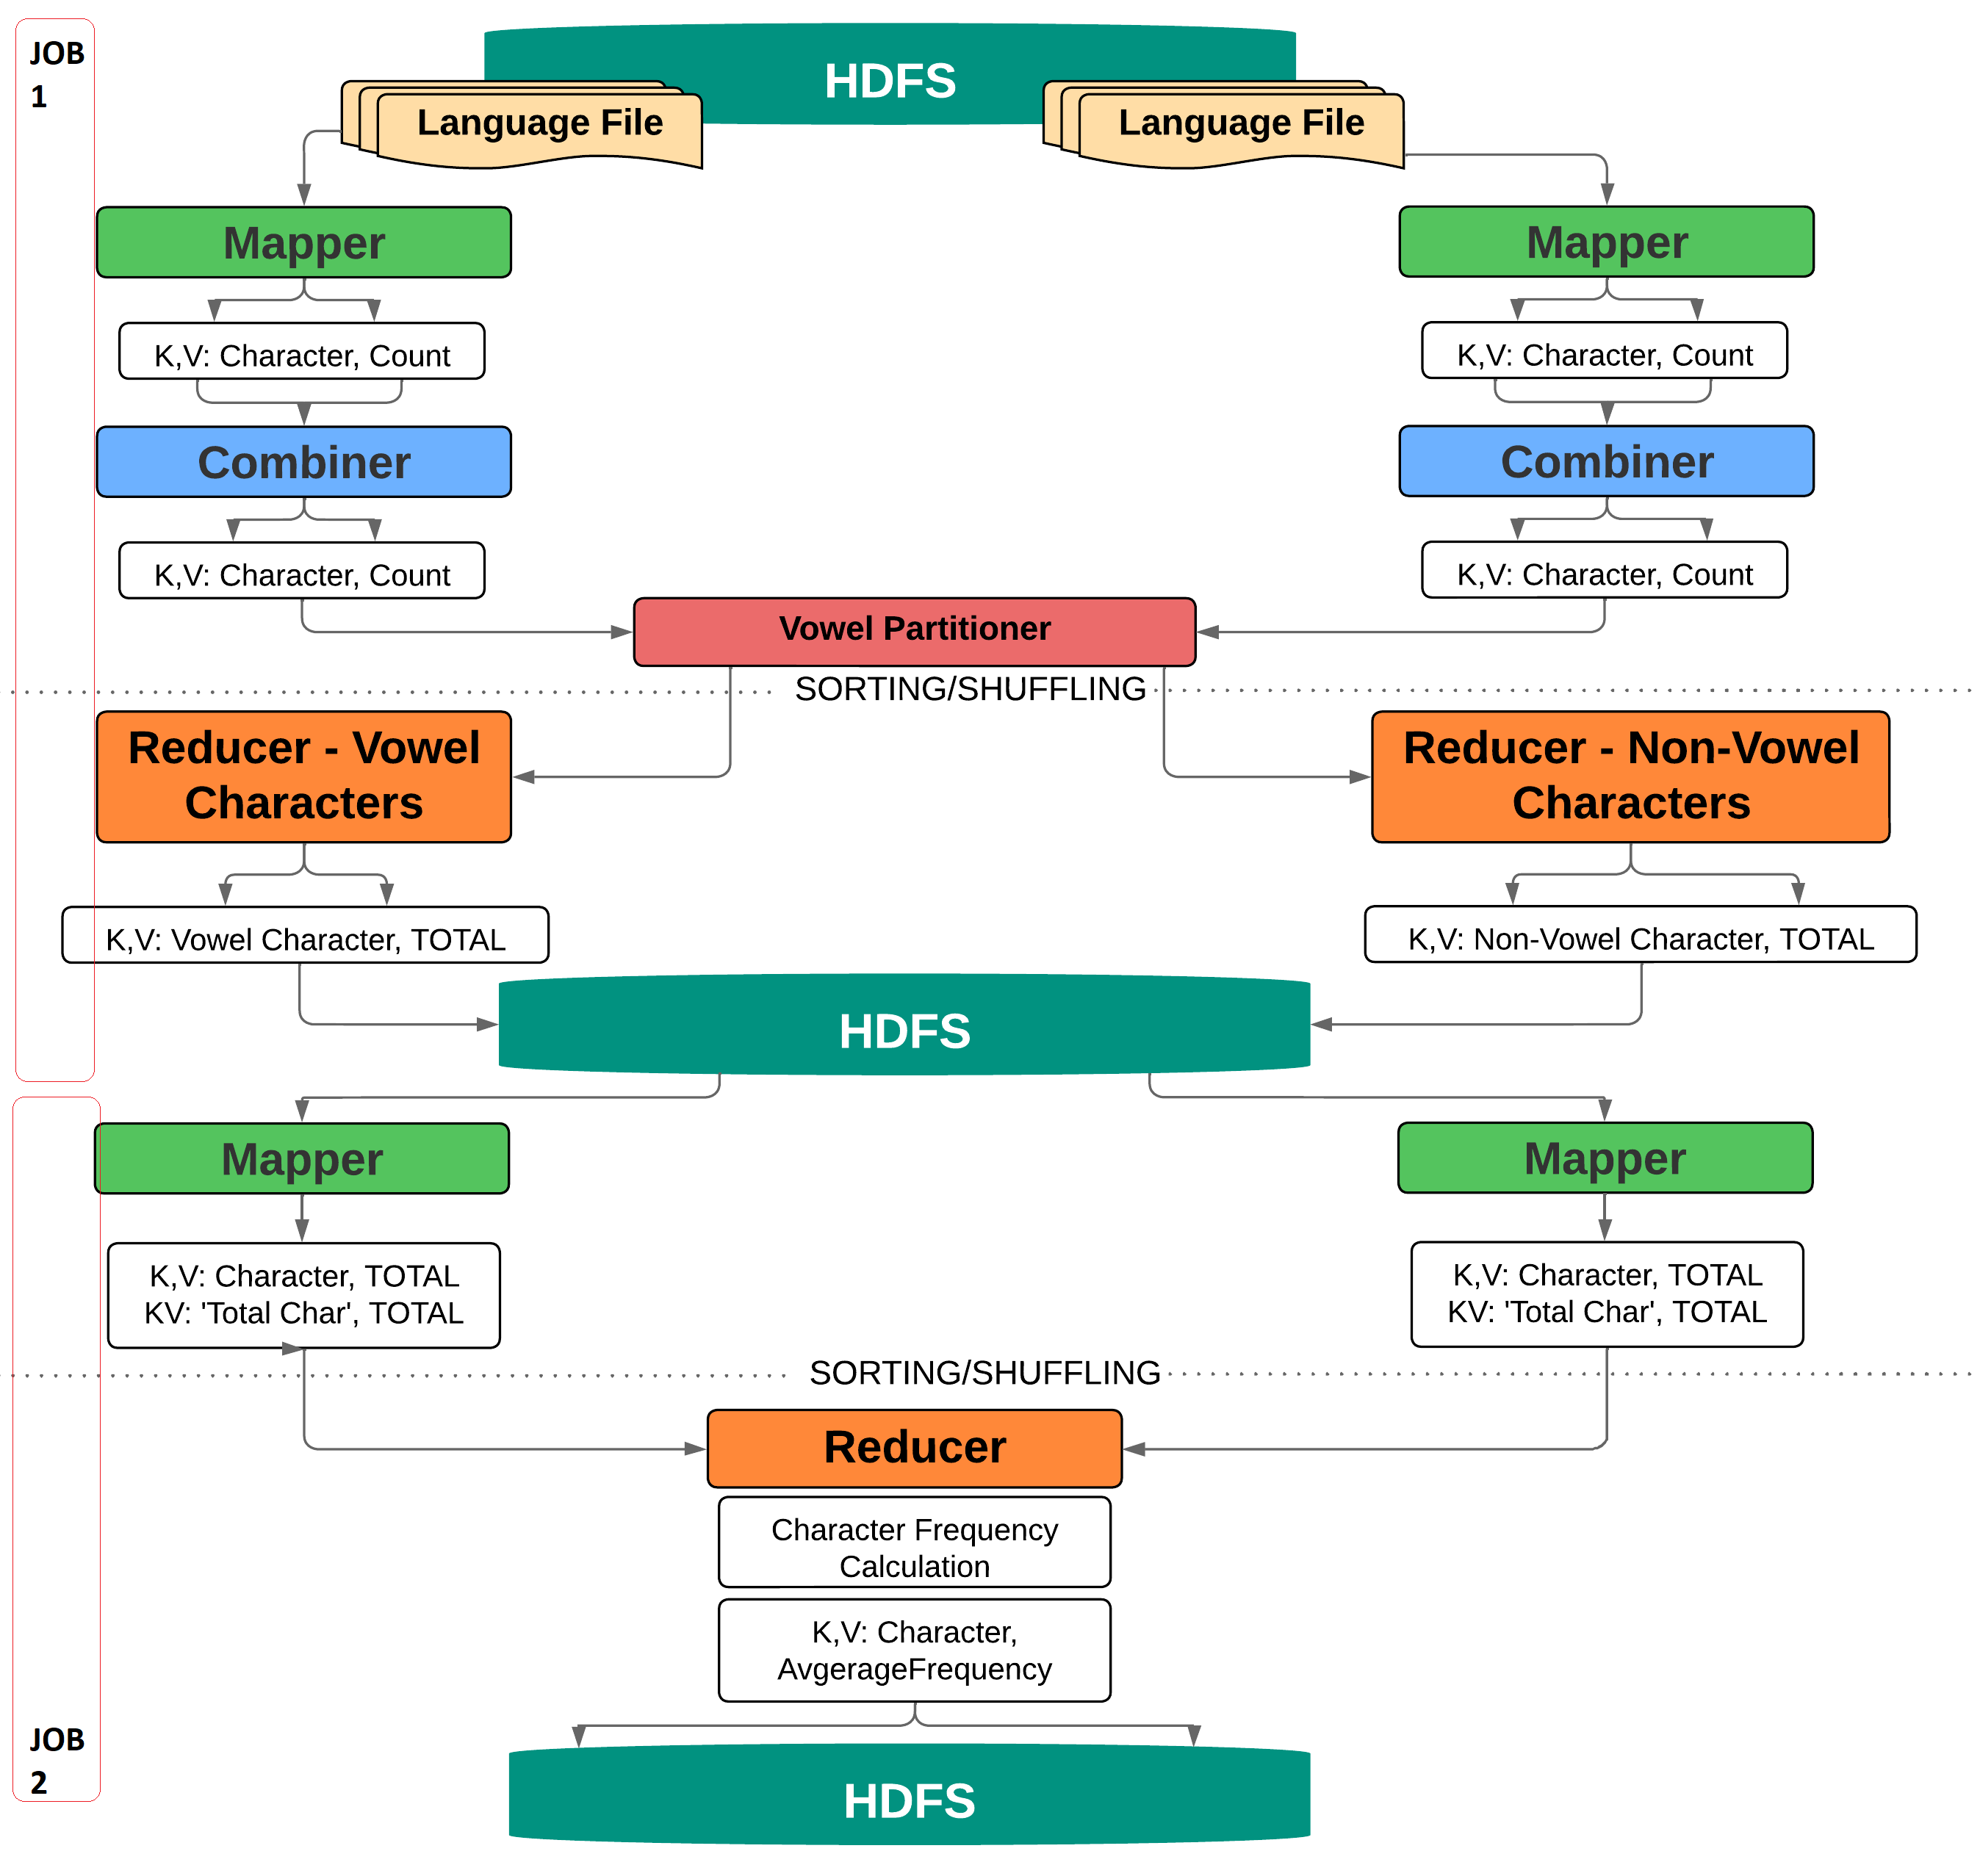 JOB
1
HDFS
Language File
Language File
Mapper
Mapper
K,V: Character, Count
K,V: Character, Count
Combiner
Combiner
K,V: Character, Count
K,V: Character, Count
Vowel Partitioner
SORTING/SHUFFLING
Reducer - Vowel
Characters
Reducer - Non-Vowel
Characters
K,V: Vowel Character, TOTAL
K,V: Non-Vowel Character, TOTAL
HDFS
Mapper
Mapper
K,V: Character, TOTAL
KV: 'Total Char', TOTAL
K,V: Character, TOTAL
KV: 'Total Char', TOTAL
SORTING/SHUFFLING
Reducer
Character Frequency
Calculation
K,V: Character,
AvgerageFrequency
JOB
2
HDFS